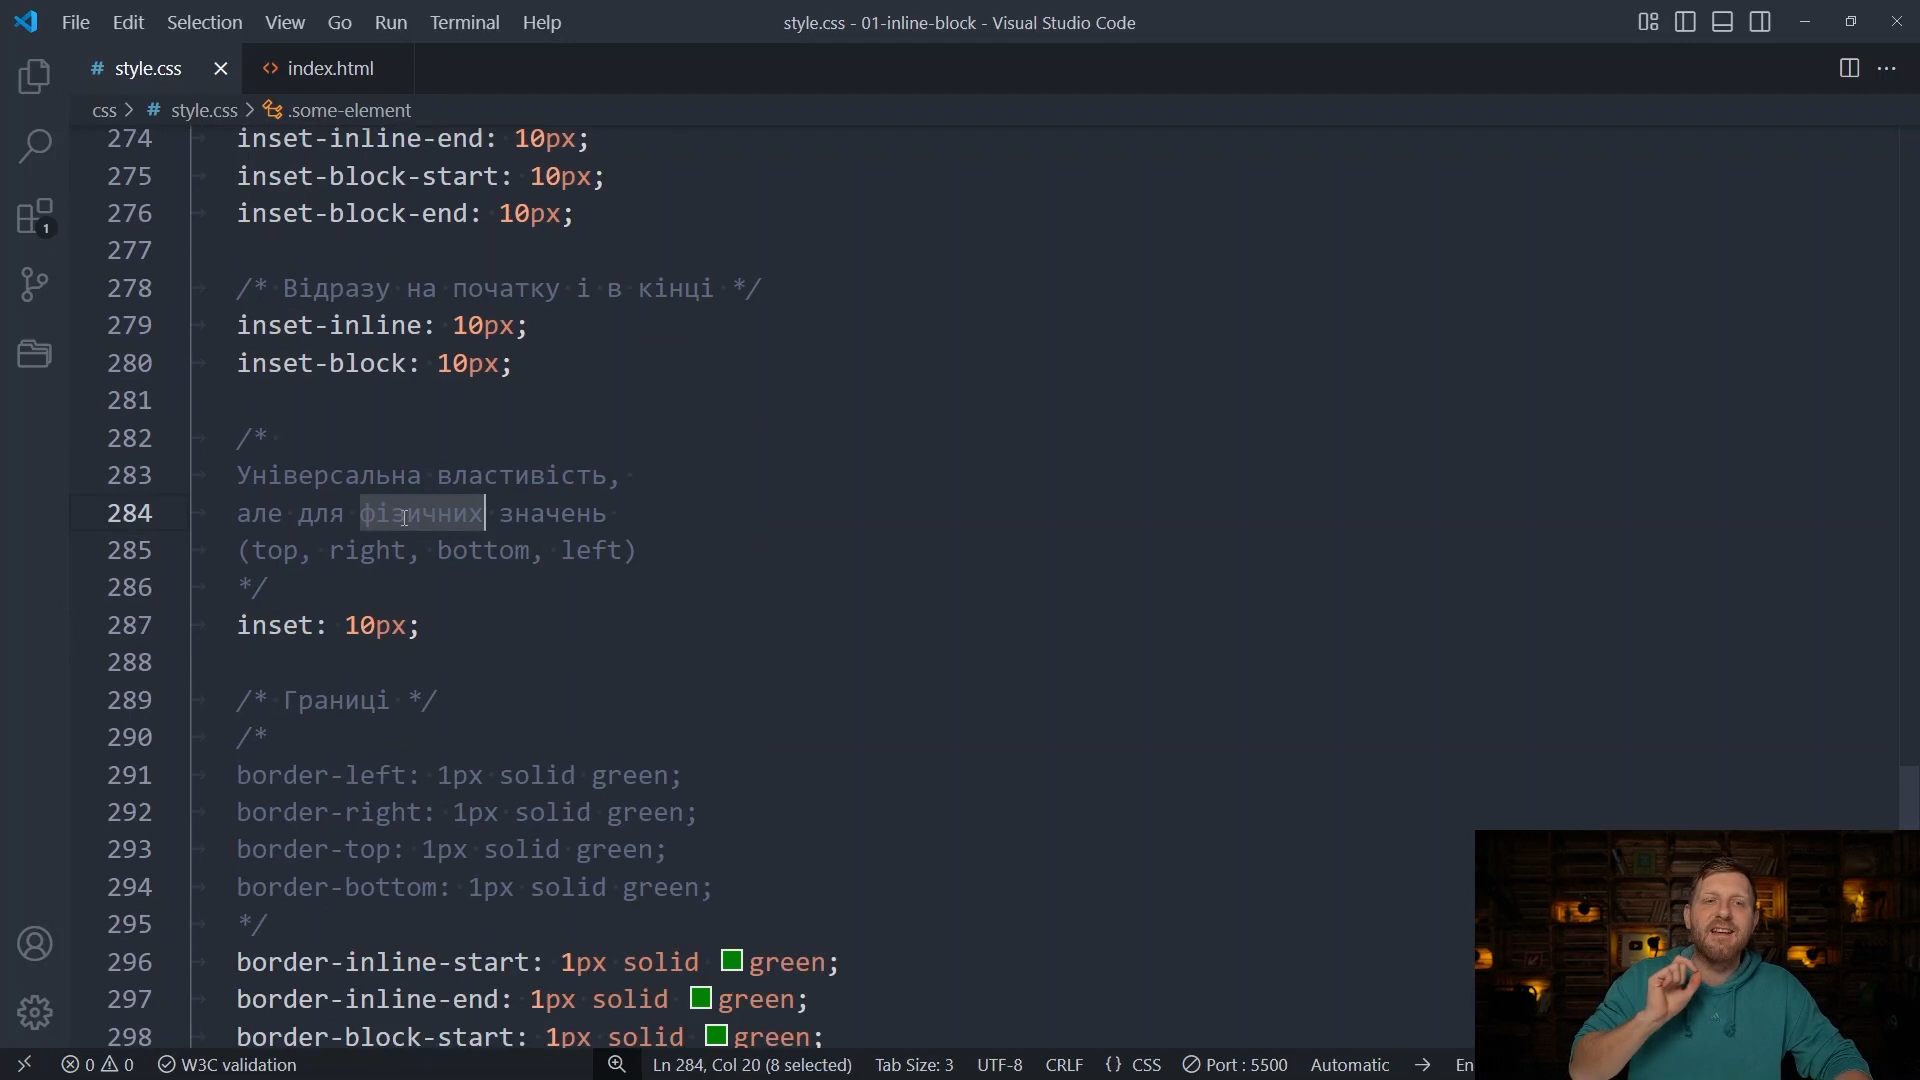 File Edit Selection View Go Run Terminal Help
style.css - 01-inline-block - Visual Studio Code
# style.css
<> index.html
css > # style.css > .some-element
274 inset-inline-end: 10px;
275 inset-block-start: 10px;
276 inset-block-end: 10px;
277
278 /* Відразу на початку і в кінці */
279 inset-inline: 10px;
280 inset-block: 10px;
281
282 /*
283 Універсальна властивість,
284 але для фізичних значень
285 (top, right, bottom, left)
286 */
287 inset: 10px;
288
289 /* Границі */
290 /*
291 border-left: 1px solid green;
292 border-right: 1px solid green;
293 border-top: 1px solid green;
294 border-bottom: 1px solid green;
295 */
296 border-inline-start: 1px solid green;
297 border-inline-end: 1px solid green;
298 border-block-start: 1px solid green;
1
0 0 W3C validation Ln 284, Col 20 (8 selected) Tab Size: 3 UTF-8 CRLF {} CSS Port : 5500 Automatic → En